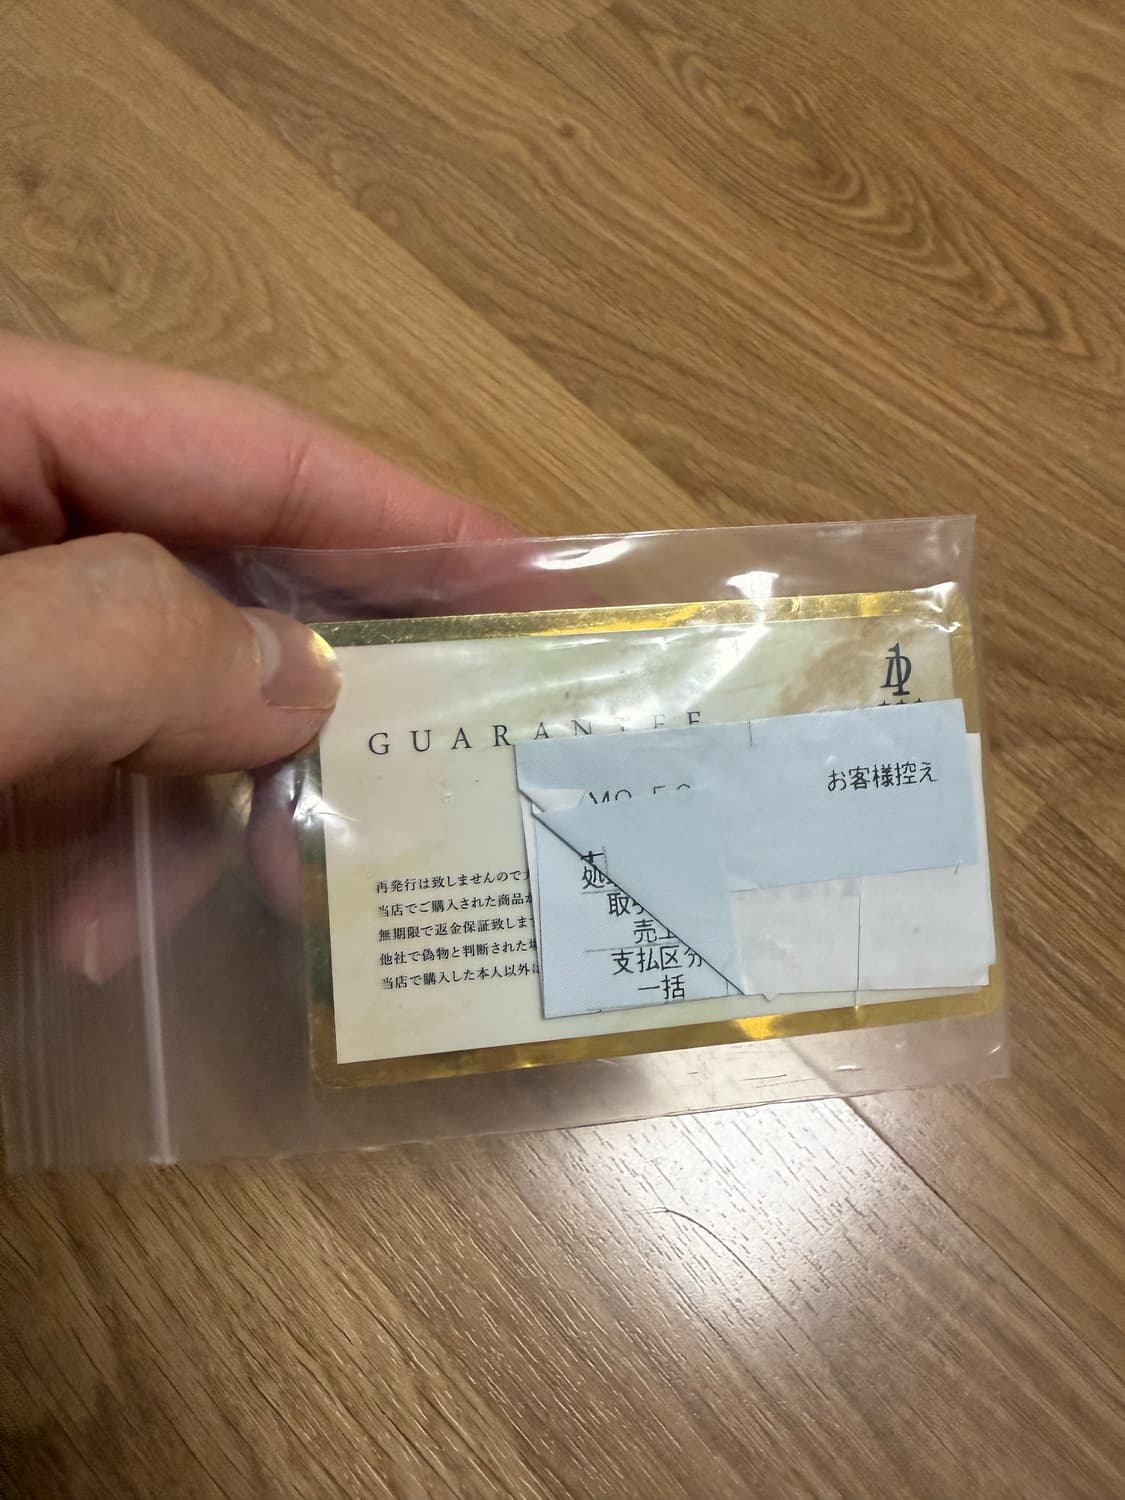 GUARANTEE
お客様控え
再発行は致しませんので
当店でご購入された商品
無期限で返金保証致しま
他社で偽物と判断された
当店で購入した本人以外
取
売上
支払区分
一括